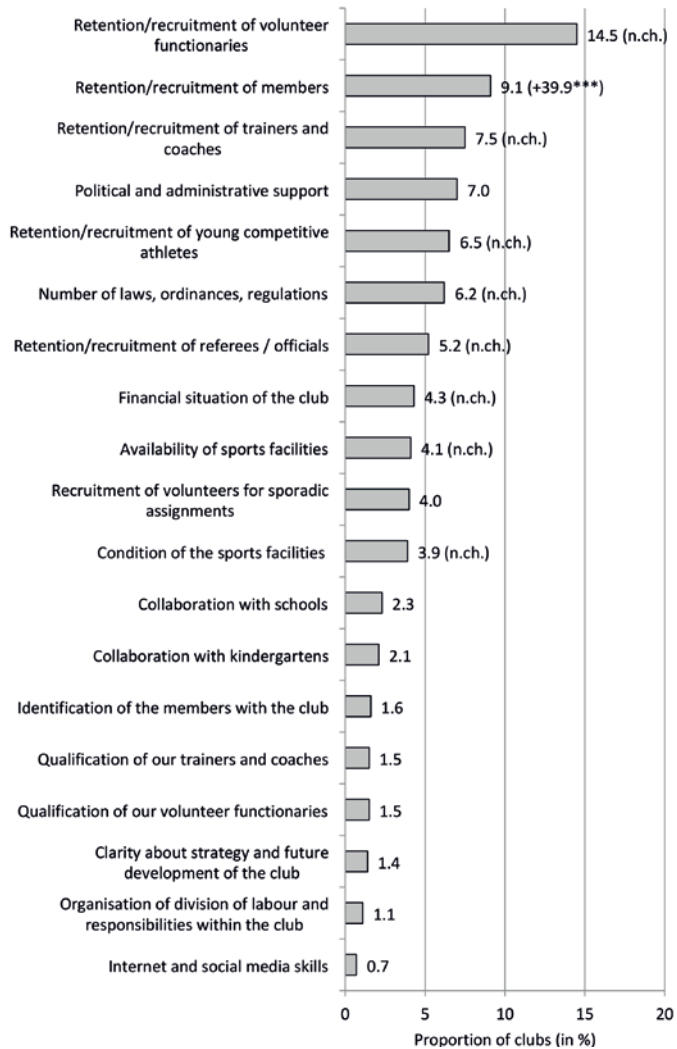 Retention/recruitment of volunteer
functionaries
14.5 (n.ch.)
Retention/recruitment of members
9.1 (+39.9***)
Retention/recruitment of trainers and
coaches
7.5 (n.ch.)
Political and administrative support
7.0
Retention/recruitment of young competitive
athletes
6.5 (n.ch.)
Number of laws, ordinances, regulations
6.2 (n.ch.)
Retention/recruitment of referees / officials
5.2 (n.ch.)
Financial situation of the club
4.3 (n.ch.)
Availability of sports facilities
4.1 (n.ch.)
Recruitment of volunteers for sporadic
assignments
4.0
Condition of the sports facilities
3.9 (n.ch.)
Collaboration with schools
2.3
Collaboration with kindergartens
2.1
Identification of the members with the club
1.6
Qualification of our trainers and coaches
1.5
Qualification of our volunteer functionaries
1.5
Clarity about strategy and future
development of the club
1.4
Organisation of division of labour and
responsibilities within the club
1.1
Internet and social media skills
0.7
0 5 10 15 20
Proportion of clubs (in %)